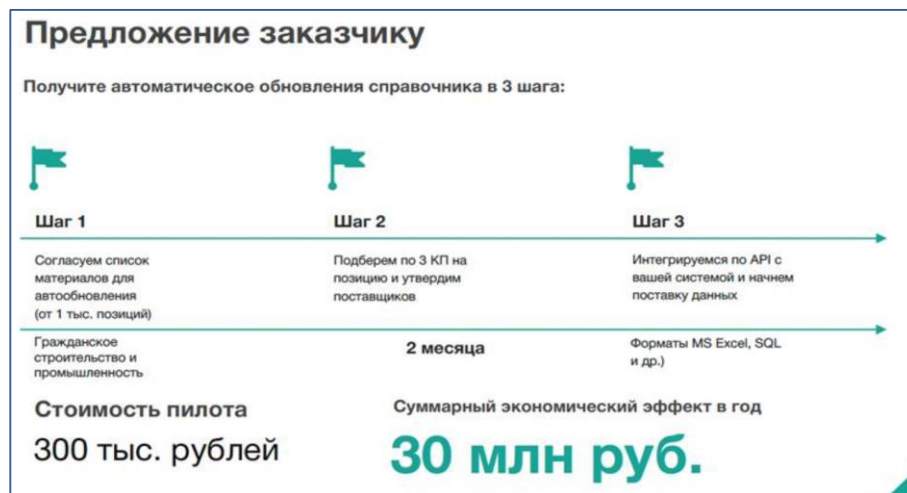 Предложение заказчику
Получите автоматическое обновления справочника в 3 шага:
Шаг 1
Шаг 2
Шаг 3
Согласуем список
материалов для
автообновления
(от 1 тыс. позиций)
Подберем по 3 КП на
позицию и утвердим
поставщиков
Интегрируемся по API с
вашей системой и начнем
поставку данных
Гражданское
строительство и
промышленность
2 месяца
Форматы MS Excel, SQL
и др.)
Стоимость пилота
300 тыс. рублей
Суммарный экономический эффект в год
30 млн руб.